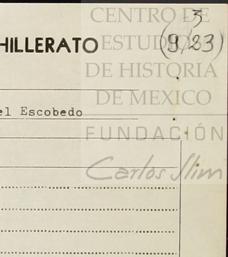 CENTRO DE
3
HILLERATO
ESTUDIOS
(9,23)
DE HISTORIA
DE MEXICO
el Escobedo
FUNDACIÓN
Carlos Slim